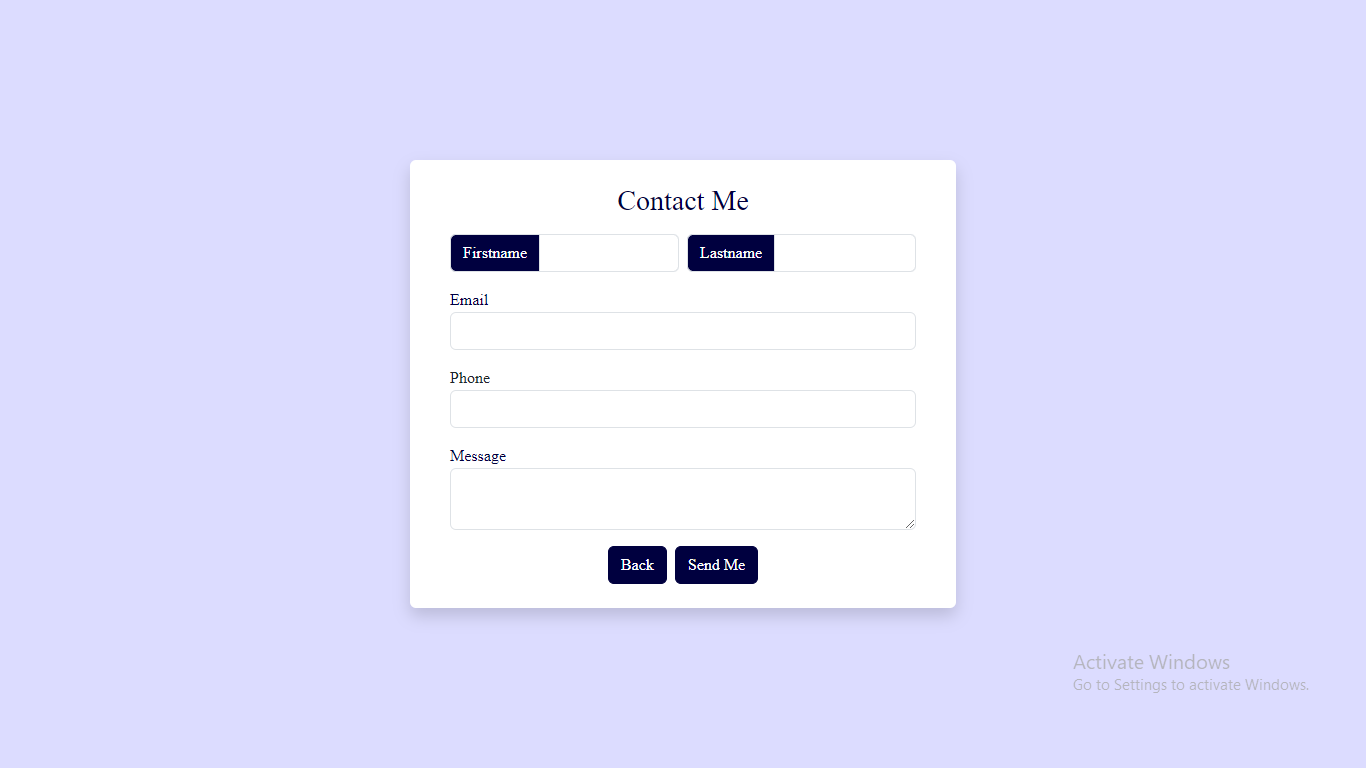 Contact Me
Firstname Lastname
Email
Phone
Message
Back Send Me
Activate Windows
Go to Settings to activate Windows.